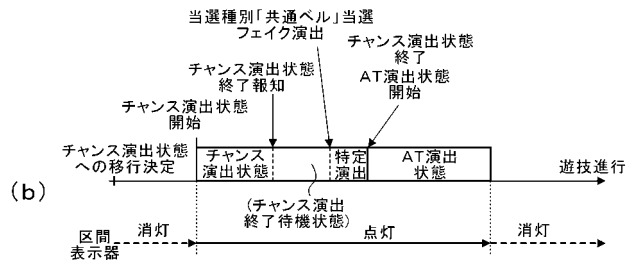 当選種別「共通ベル」当選
フェイク演出
チャンス演出状態
終了
AT演出状態
開始
チャンス演出状態
終了報知
チャンス演出状態
開始
チャンス演出状態
への移行決定
チャンス
演出状態
特定
演出
AT演出
状態
遊技進行
(b)
(チャンス演出
終了待機状態)
区間
表示器
消灯
点灯
消灯